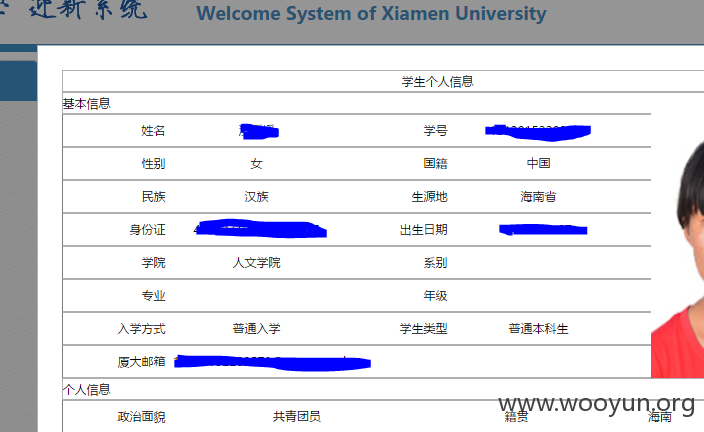 迎新系统 Welcome System of Xiamen University
学生个人信息
基本信息
姓名 学号
性别 女 国籍 中国
民族 汉族 生源地 海南省
身份证 出生日期
学院 人文学院 系别
专业 年级
入学方式 普通入学 学生类型 普通本科生
厦大邮箱
个人信息
政治面貌 共青团员 籍贯 海南
www.wooyun.org